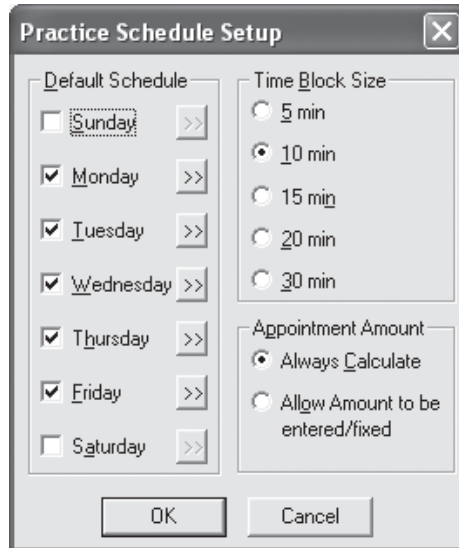 Practice Schedule Setup
Default Schedule
Sunday >>
Monday >>
Tuesday >>
Wednesday >>
Thursday >>
Friday >>
Saturday >>
Time Block Size
5 min
10 min
15 min
20 min
30 min
Appointment Amount
Always Calculate
Allow Amount to be
entered/fixed
OK
Cancel